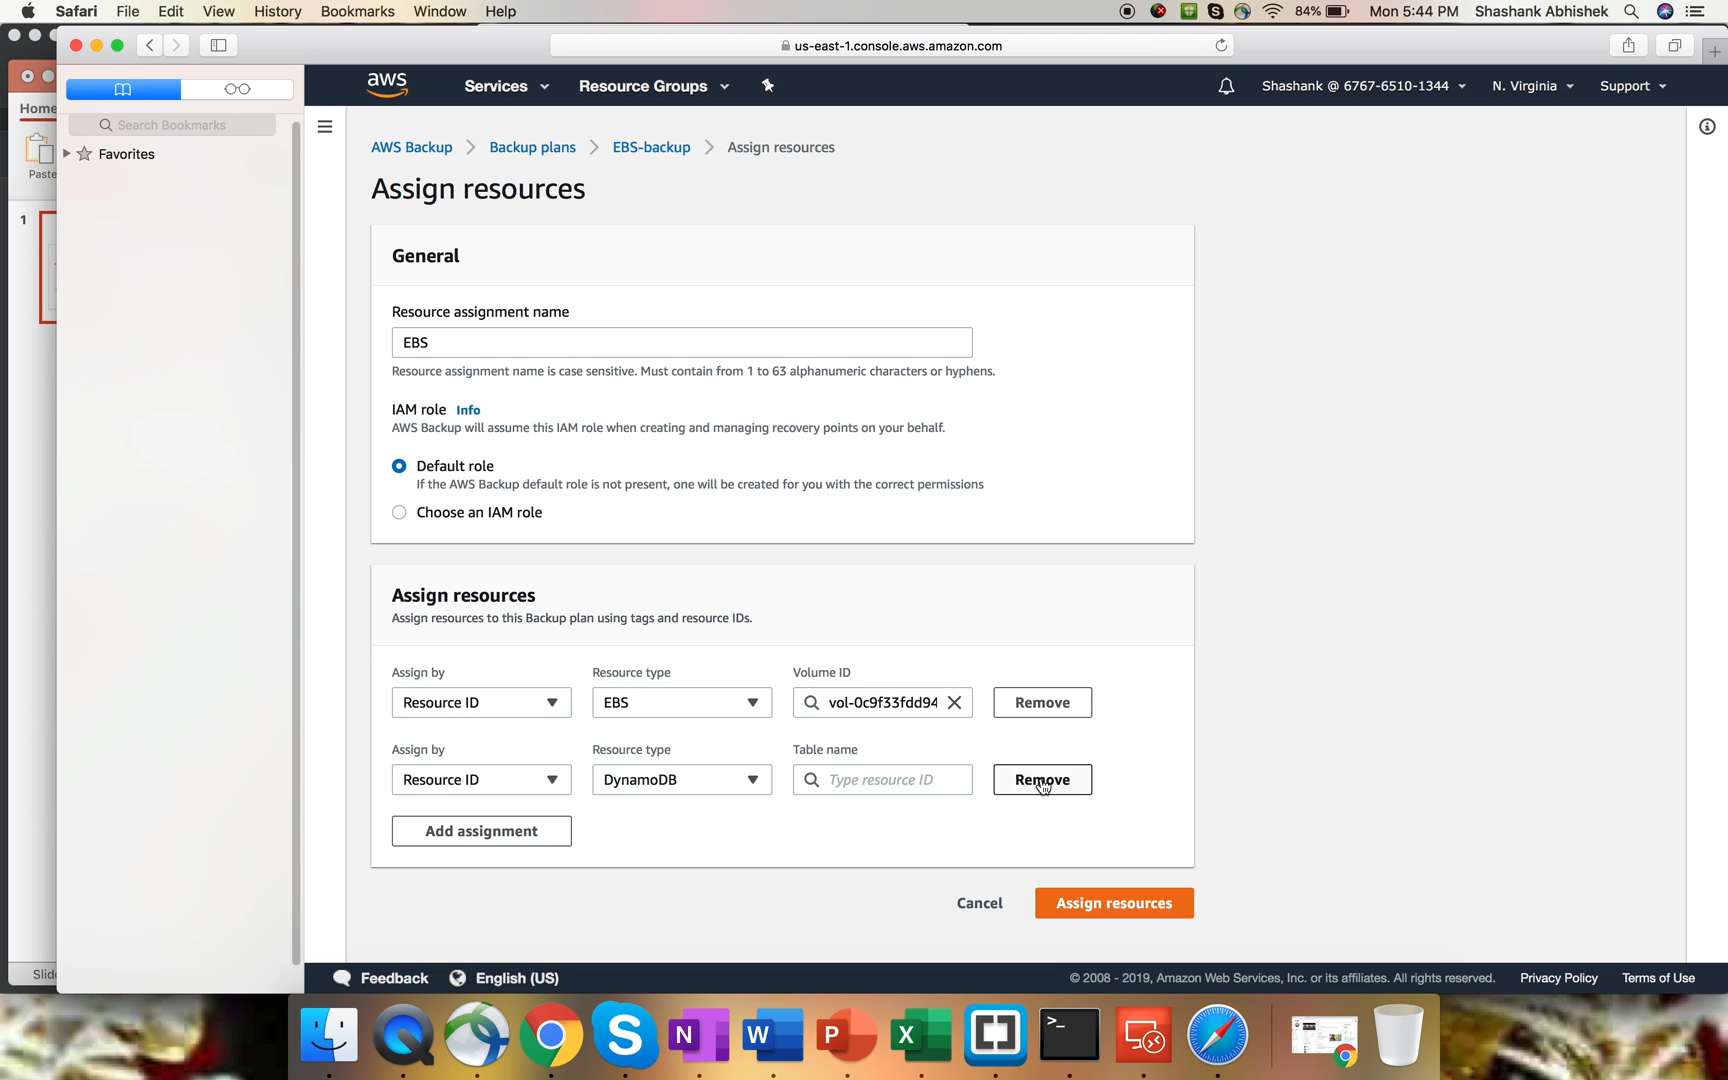 Safari File Edit View History Bookmarks Window Help
84% Mon 5:44 PM Shashank Abhishek
us-east-1.console.aws.amazon.com
aws Services Resource Groups Shashank @ 6767-6510-1344 N. Virginia Support
Home
Paste
1
Search Bookmarks
Favorites
AWS Backup Backup plans EBS-backup Assign resources
Assign resources
General
Resource assignment name
EBS
Resource assignment name is case sensitive. Must contain from 1 to 63 alphanumeric characters or hyphens.
IAM role Info
AWS Backup will assume this IAM role when creating and managing recovery points on your behalf.
Default role
If the AWS Backup default role is not present, one will be created for you with the correct permissions
Choose an IAM role
Assign resources
Assign resources to this Backup plan using tags and resource IDs.
Assign by Resource type Volume ID
Resource ID EBS vol-0c9f33fdd94 Remove
Assign by Resource type Table name
Resource ID DynamoDB Type resource ID Remove
Add assignment
Cancel Assign resources
Slid
Feedback English (US) © 2008 - 2019, Amazon Web Services, Inc. or its affiliates. All rights reserved. Privacy Policy Terms of Use
S N W P X >_